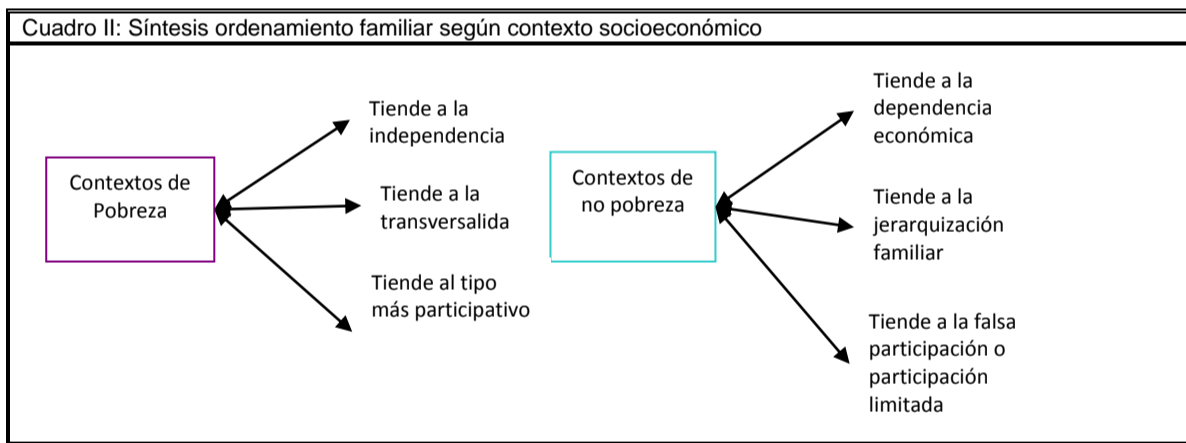 Cuadro II: Síntesis ordenamiento familiar según contexto socioeconómico
Contextos de
Pobreza
Tiende a la
independencia
Tiende a la
transversalida
Tiende al tipo
más participativo
Contextos de
no pobreza
Tiende a la
dependencia
económica
Tiende a la
jerarquización
familiar
Tiende a la falsa
participación o
participación
limitada